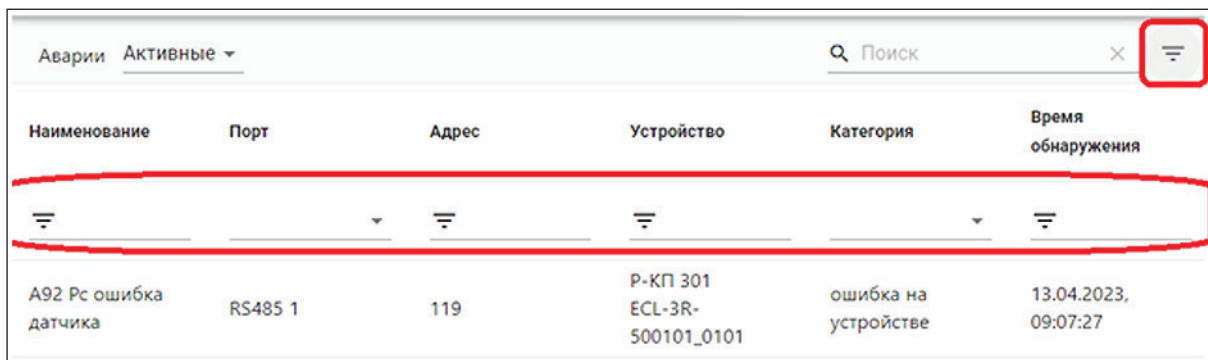 Аварии Активные Поиск
Наименование Порт Адрес Устройство Категория Время обнаружения
А92 Рс ошибка датчика RS485 1 119 Р-КП 301 ECL-3R-500101_0101 ошибка на устройстве 13.04.2023, 09:07:27